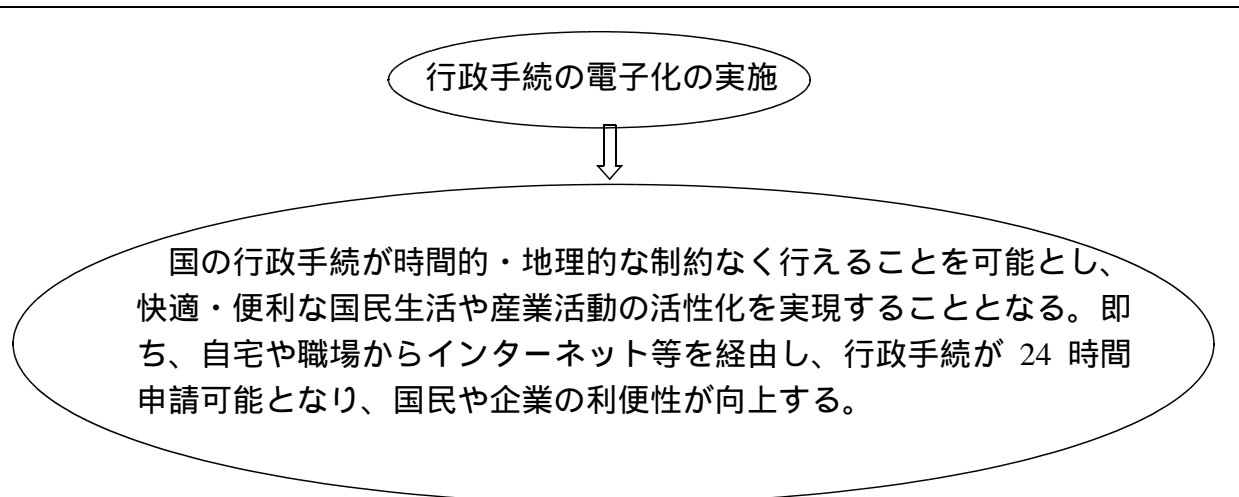 行政手続の電子化の実施
国の行政手続が時間的・地理的な制約なく行えることを可能とし、
快適・便利な国民生活や産業活動の活性化を実現することとなる。即
ち、自宅や職場からインターネット等を経由し、行政手続が 24 時間
申請可能となり、国民や企業の利便性が向上する。